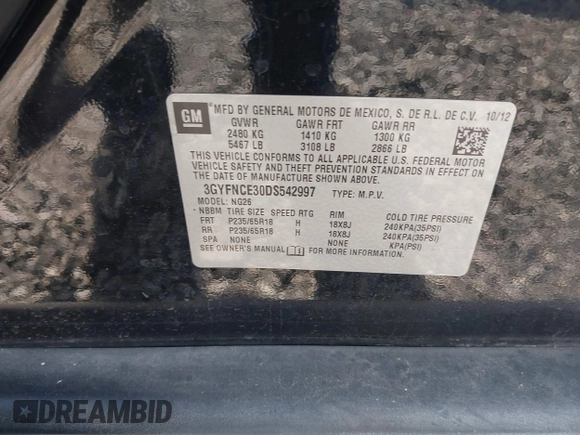 GM
MFD BY GENERAL MOTORS DE MEXICO, S. DE R.L. DE C.V. 10/12
GVWR GAWR FRT GAWR RR
2480 KG 1410 KG 1300 KG
5467 LB 3108 LB 2866 LB
THIS VEHICLE CONFORMS TO ALL APPLICABLE U.S. FEDERAL MOTOR
VEHICLE SAFETY AND THEFT PREVENTION STANDARDS IN EFFECT ON
THE DATE OF MANUFACTURE SHOWN ABOVE.
3GYFNCE30DS542997 TYPE: M.P.V.
MODEL: NG26
NBBM TIRE SIZE SPEED RTG RIM COLD TIRE PRESSURE
FRT P235/65R18 H 18X8J 240KPA(35PSI)
RR P235/65R18 H 18X8J 240KPA(35PSI)
SPA NONE NONE KPA(PSI)
SEE OWNER'S MANUAL FOR ADDITIONAL INFORMATION.
DREAMBID